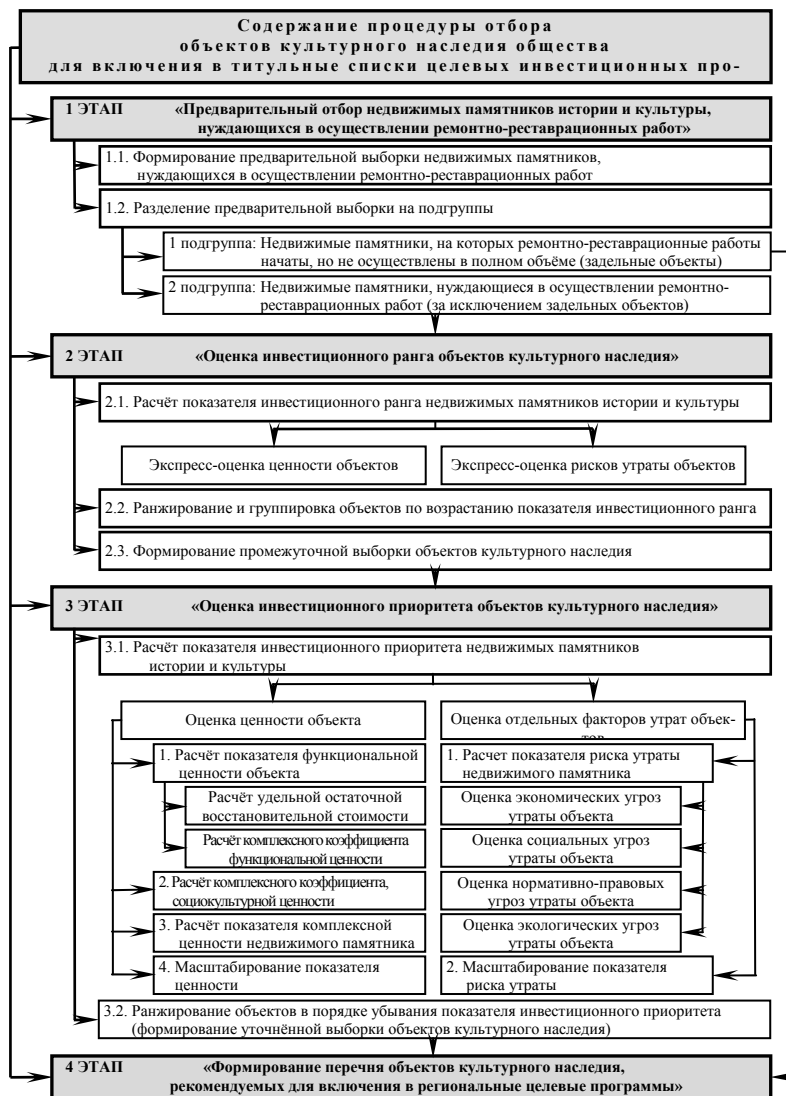 Содержание процедуры отбора
объектов культурного наследия общества
для включения в титульные списки целевых инвестиционных про-
1 ЭТАП «Предварительный отбор недвижимых памятников истории и культуры,
нуждающихся в осуществлении ремонтно-реставрационных работ»
1.1. Формирование предварительной выборки недвижимых памятников,
нуждающихся в осуществлении ремонтно-реставрационных работ
1.2. Разделение предварительной выборки на подгруппы
1 подгруппа: Недвижимые памятники, на которых ремонтно-реставрационные работы
начаты, но не осуществлены в полном объёме (задельные объекты)
2 подгруппа: Недвижимые памятники, нуждающиеся в осуществлении ремонтно-
реставрационных работ (за исключением задельных объектов)
2 ЭТАП «Оценка инвестиционного ранга объектов культурного наследия»
2.1. Расчёт показателя инвестиционного ранга недвижимых памятников истории и культуры
Экспресс-оценка ценности объектов
Экспресс-оценка рисков утраты объектов
2.2. Ранжирование и группировка объектов по возрастанию показателя инвестиционного ранга
2.3. Формирование промежуточной выборки объектов культурного наследия
3 ЭТАП «Оценка инвестиционного приоритета объектов культурного наследия»
3.1. Расчёт показателя инвестиционного приоритета недвижимых памятников
истории и культуры
Оценка ценности объекта
1. Расчёт показателя функциональной
ценности объекта
Расчёт удельной остаточной
восстановительной стоимости
Расчёт комплексного коэффициента
функциональной ценности
2. Расчёт комплексного коэффициента,
социокультурной ценности
3. Расчёт показателя комплексной
ценности недвижимого памятника
4. Масштабирование показателя
ценности
Оценка отдельных факторов утрат объек-
тов
1. Расчет показателя риска утраты
недвижимого памятника
Оценка экономических угроз
утраты объекта
Оценка социальных угроз
утраты объекта
Оценка нормативно-правовых
угроз утраты объекта
Оценка экологических угроз
утраты объекта
2. Масштабирование показателя
риска утраты
3.2. Ранжирование объектов в порядке убывания показателя инвестиционного приоритета
(формирование уточнённой выборки объектов культурного наследия)
4 ЭТАП «Формирование перечня объектов культурного наследия,
рекомендуемых для включения в региональные целевые программы»